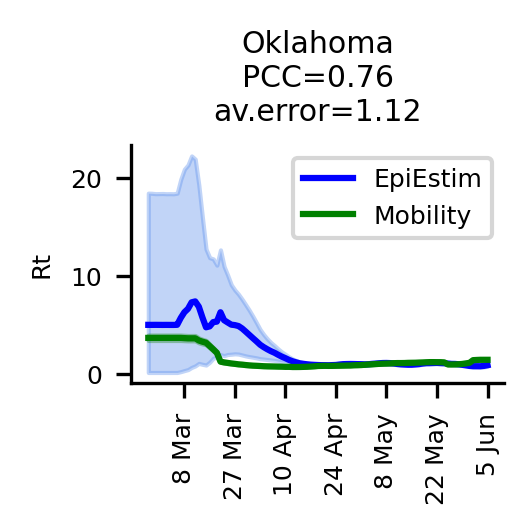 Oklahoma
PCC=0.76
av.error=1.12
EpiEstim
Mobility
Rt
20
10
0
8 Mar
27 Mar
10 Apr
24 Apr
8 May
22 May
5 Jun